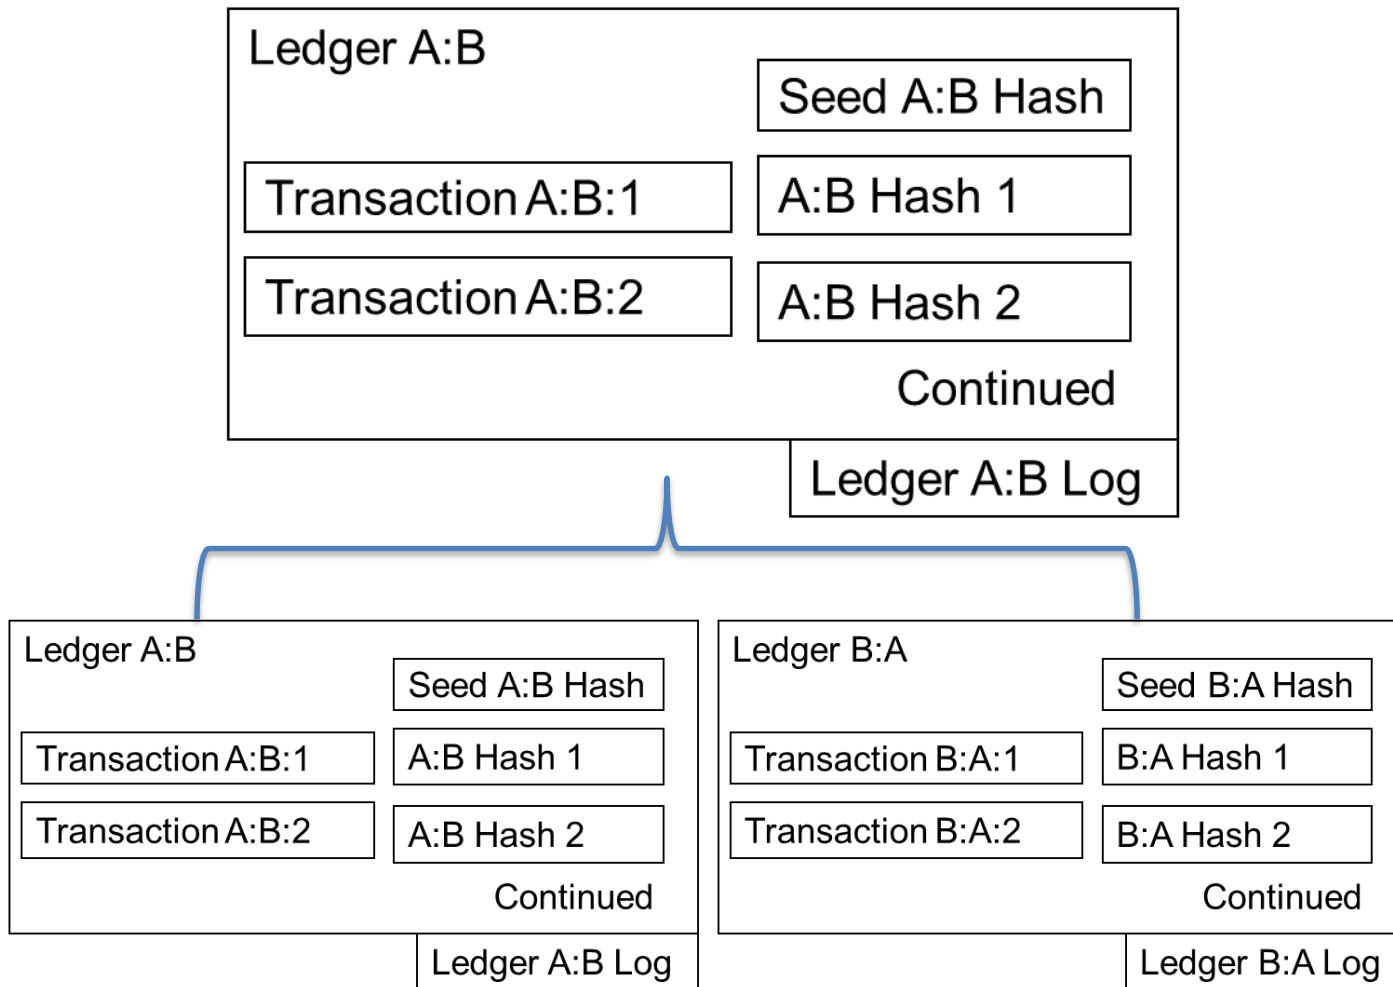 Ledger A:B
Seed A:B Hash
Transaction A:B:1
A:B Hash 1
Transaction A:B:2
A:B Hash 2
Continued
Ledger A:B Log
Ledger A:B
Seed A:B Hash
Transaction A:B:1
A:B Hash 1
Transaction A:B:2
A:B Hash 2
Continued
Ledger A:B Log
Ledger B:A
Seed B:A Hash
Transaction B:A:1
B:A Hash 1
Transaction B:A:2
B:A Hash 2
Continued
Ledger B:A Log